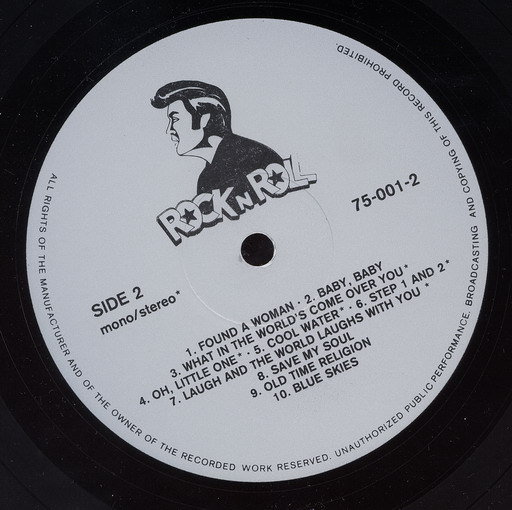 ROCK N ROLL
75-001-2
SIDE 2
mono/stereo*
1. FOUND A WOMAN · 2. BABY, BABY
3. WHAT IN THE WORLD'S COME OVER YOU*
4. OH, LITTLE ONE* · 5. COOL WATER* · 6. STEP 1 AND 2*
7. LAUGH AND THE WORLD LAUGHS WITH YOU*
8. SAVE MY SOUL
9. OLD TIME RELIGION
10. BLUE SKIES
ALL RIGHTS OF THE MANUFACTURER AND OF THE OWNER OF THE RECORDED WORK RESERVED. UNAUTHORIZED PUBLIC PERFORMANCE, BROADCASTING AND COPYING OF THIS RECORD PROHIBITED.